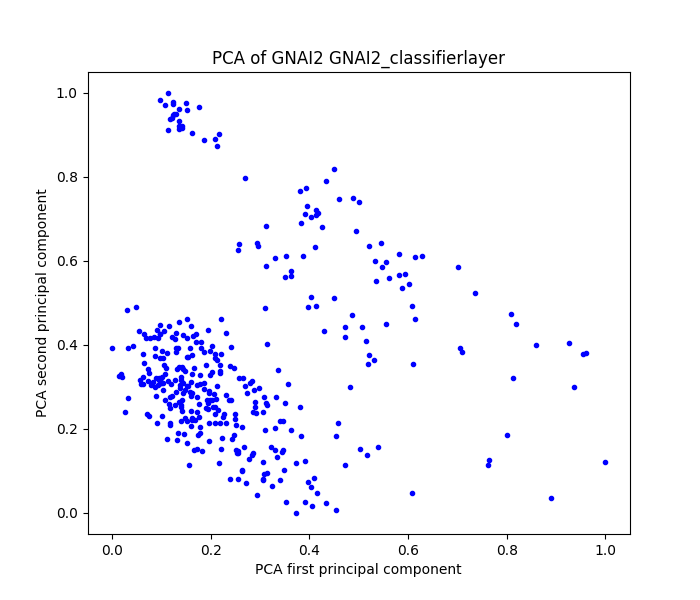 PCA of GNAI2 GNAI2_classifierlayer
1.0
0.8
0.6
0.4
0.2
0.0
PCA second principal component
0.0 0.2 0.4 0.6 0.8 1.0
PCA first principal component